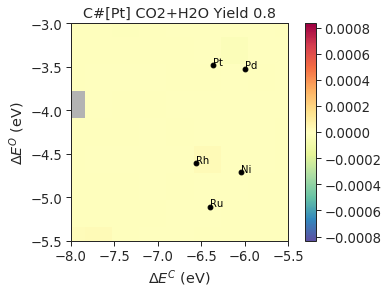 C#[Pt] CO2+H2O Yield 0.8
−3.0
−3.5
−4.0
−4.5
−5.0
−5.5
ΔE^O (eV)
Pt
Pd
Rh
Ni
Ru
−8.0 −7.5 −7.0 −6.5 −6.0 −5.5
ΔE^C (eV)
0.0008
0.0006
0.0004
0.0002
0.0000
−0.0002
−0.0004
−0.0006
−0.0008